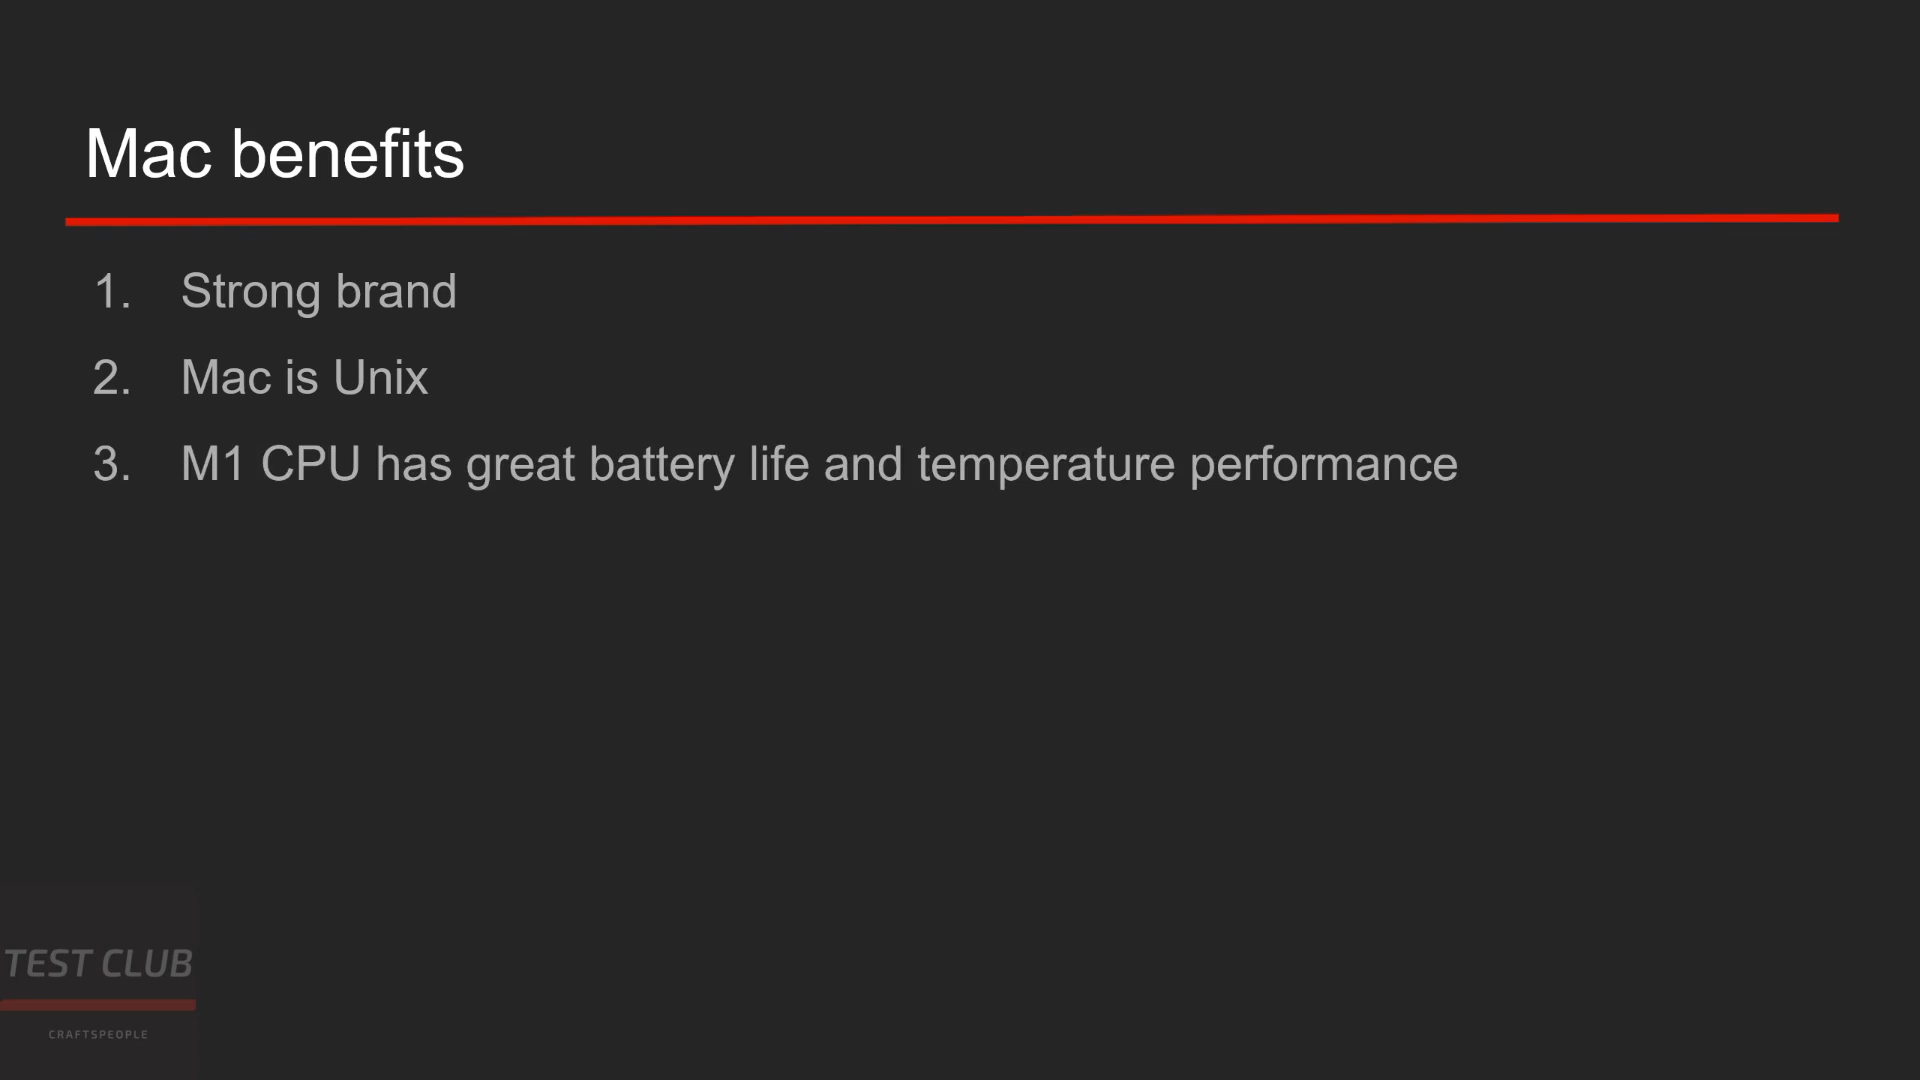 Mac benefits
1. Strong brand
2. Mac is Unix
3. M1 CPU has great battery life and temperature performance
TEST CLUB
CRAFTSPEOPLE